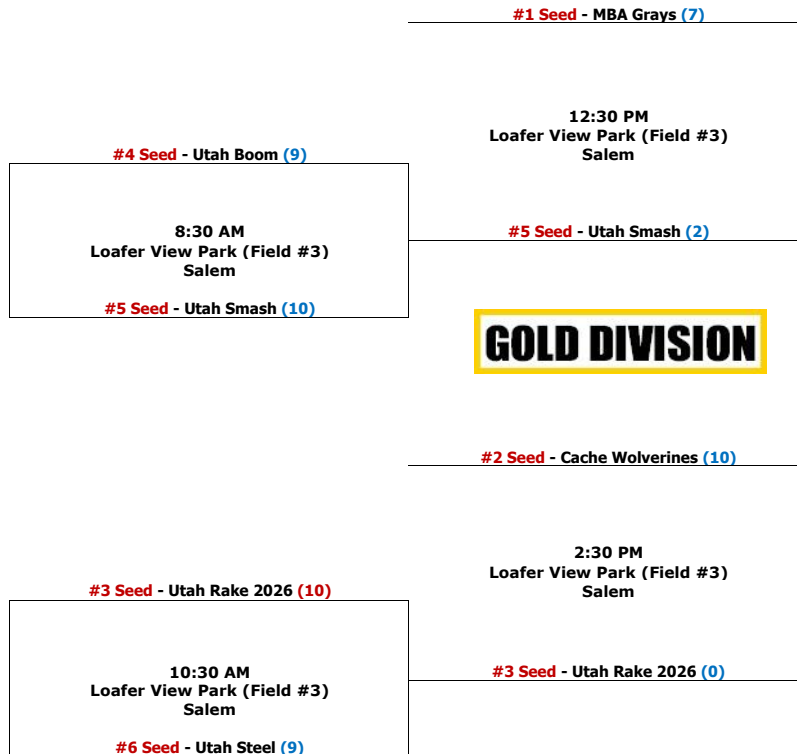 #1 Seed - MBA Grays (7)
12:30 PM
Loafer View Park (Field #3)
Salem
#4 Seed - Utah Boom (9)
8:30 AM
Loafer View Park (Field #3)
Salem
#5 Seed - Utah Smash (2)
#5 Seed - Utah Smash (10)
GOLD DIVISION
#2 Seed - Cache Wolverines (10)
2:30 PM
Loafer View Park (Field #3)
Salem
#3 Seed - Utah Rake 2026 (10)
10:30 AM
Loafer View Park (Field #3)
Salem
#3 Seed - Utah Rake 2026 (0)
#6 Seed - Utah Steel (9)